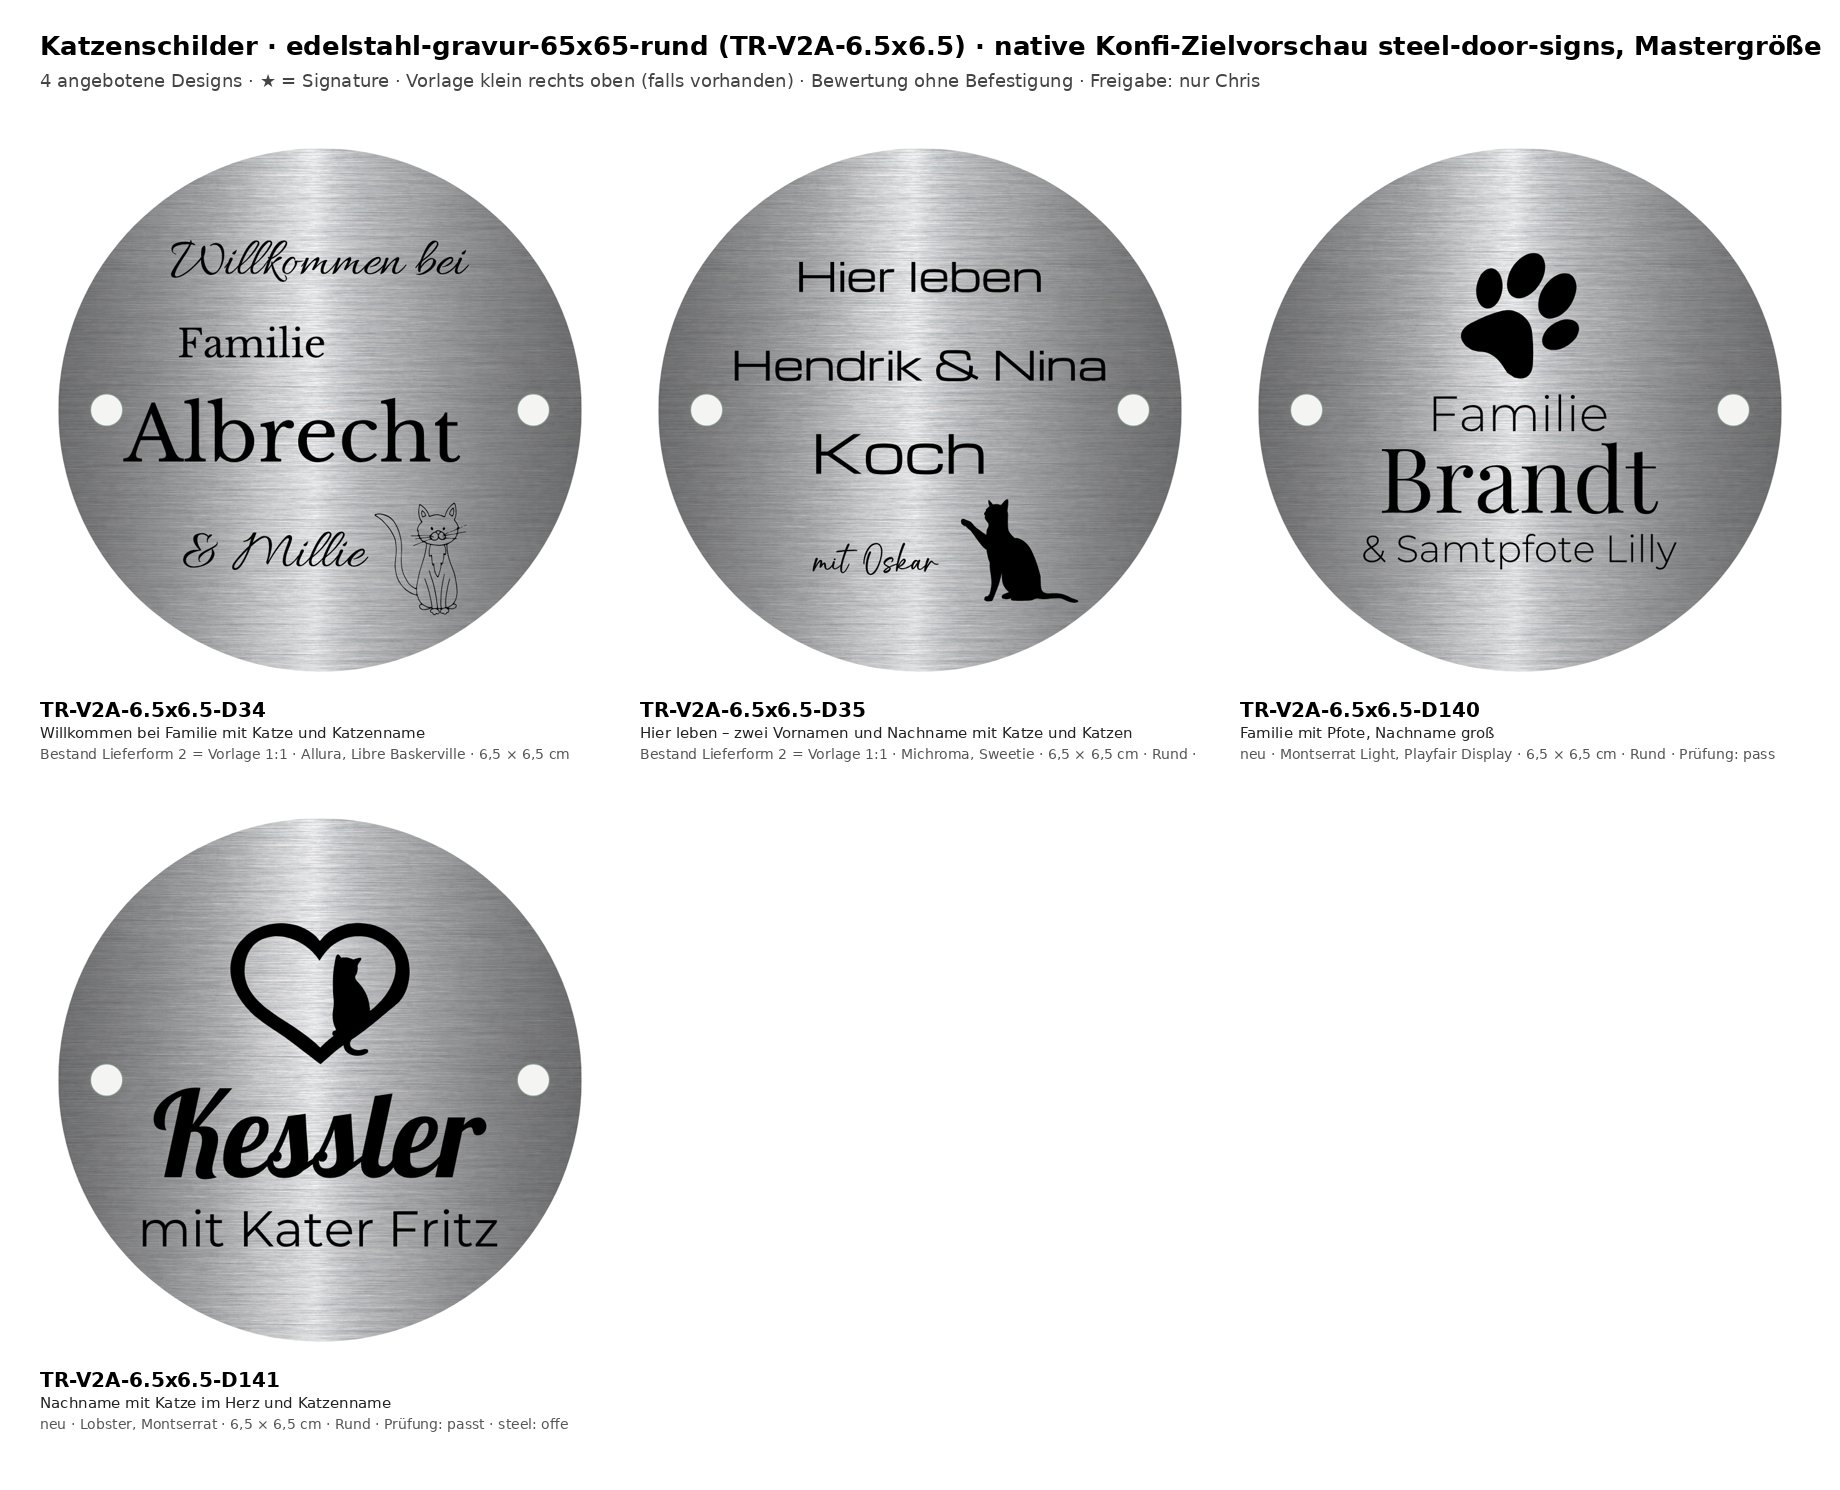 Katzenschilder · edelstahl-gravur-65x65-rund (TR-V2A-6.5x6.5) · native Konfi-Zielvorschau steel-door-signs, Mastergröße
4 angebotene Designs · ★ = Signature · Vorlage klein rechts oben (falls vorhanden) · Bewertung ohne Befestigung · Freigabe: nur Chris
Willkommen bei
Familie
Albrecht
& Millie
TR-V2A-6.5x6.5-D34
Willkommen bei Familie mit Katze und Katzenname
Bestand Lieferform 2 = Vorlage 1:1 · Allura, Libre Baskerville · 6,5 × 6,5 cm
Hier leben
Hendrik & Nina
Koch
mit Oskar
TR-V2A-6.5x6.5-D35
Hier leben – zwei Vornamen und Nachname mit Katze und Katzen
Bestand Lieferform 2 = Vorlage 1:1 · Michroma, Sweetie · 6,5 × 6,5 cm · Rund ·
Familie
Brandt
& Samtpfote Lilly
TR-V2A-6.5x6.5-D140
Familie mit Pfote, Nachname groß
neu · Montserrat Light, Playfair Display · 6,5 × 6,5 cm · Rund · Prüfung: pass
Kessler
mit Kater Fritz
TR-V2A-6.5x6.5-D141
Nachname mit Katze im Herz und Katzenname
neu · Lobster, Montserrat · 6,5 × 6,5 cm · Rund · Prüfung: passt · steel: offe